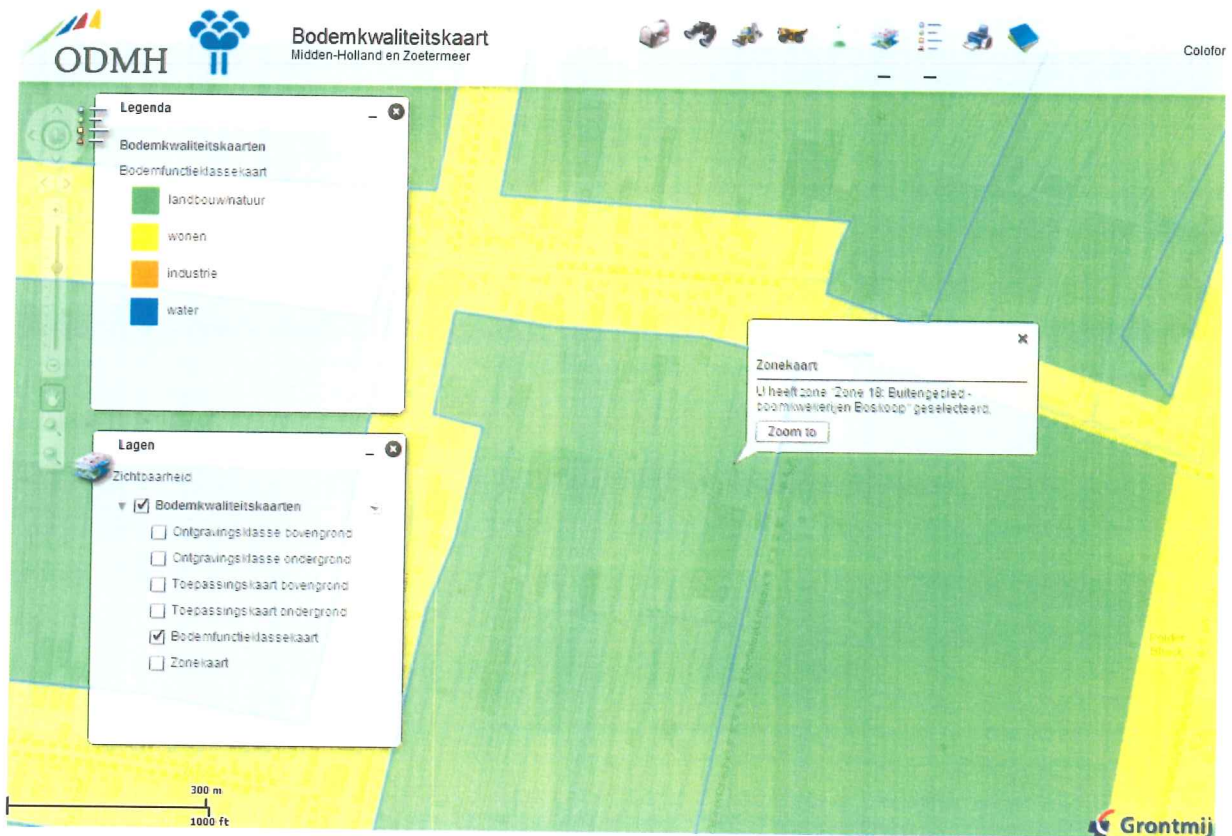 ODMH
Bodemkwaliteitskaart
Midden-Holland en Zoetermeer
Colofor
Legenda
Bodemkwaliteitskaarten
Bodemfunctieklassekaart
landbouw/natuur
wonen
industrie
water
Zonekaart
U heeft zone "Zone 18: Buitengebied -
boomkwekerijen Boskoop" geselecteerd.
Zoom to
Lagen
Zichtbaarheid
Bodemkwaliteitskaarten
Ontgravingsklasse bovengrond
Ontgravingsklasse ondergrond
Toepassingskaart bovengrond
Toepassingskaart ondergrond
Bodemfunctieklassekaart
Zonekaart
300 m
1000 ft
Grontmij